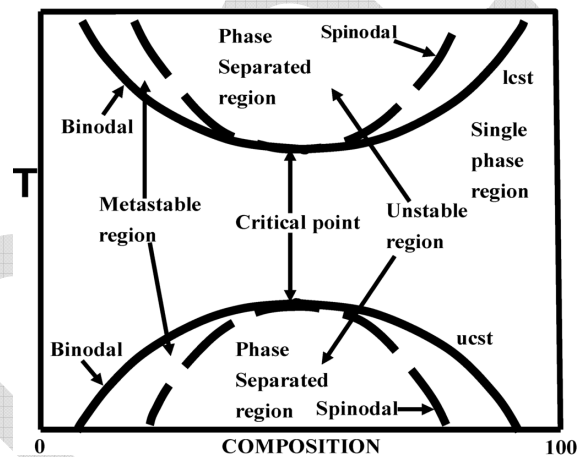 Phase
Separated
region
Spinodal
lcst
Binodal
Single
phase
region
T
Metastable
region
Critical point
Unstable
region
Binodal
Phase
Separated
region
ucst
Spinodal
0
COMPOSITION
100